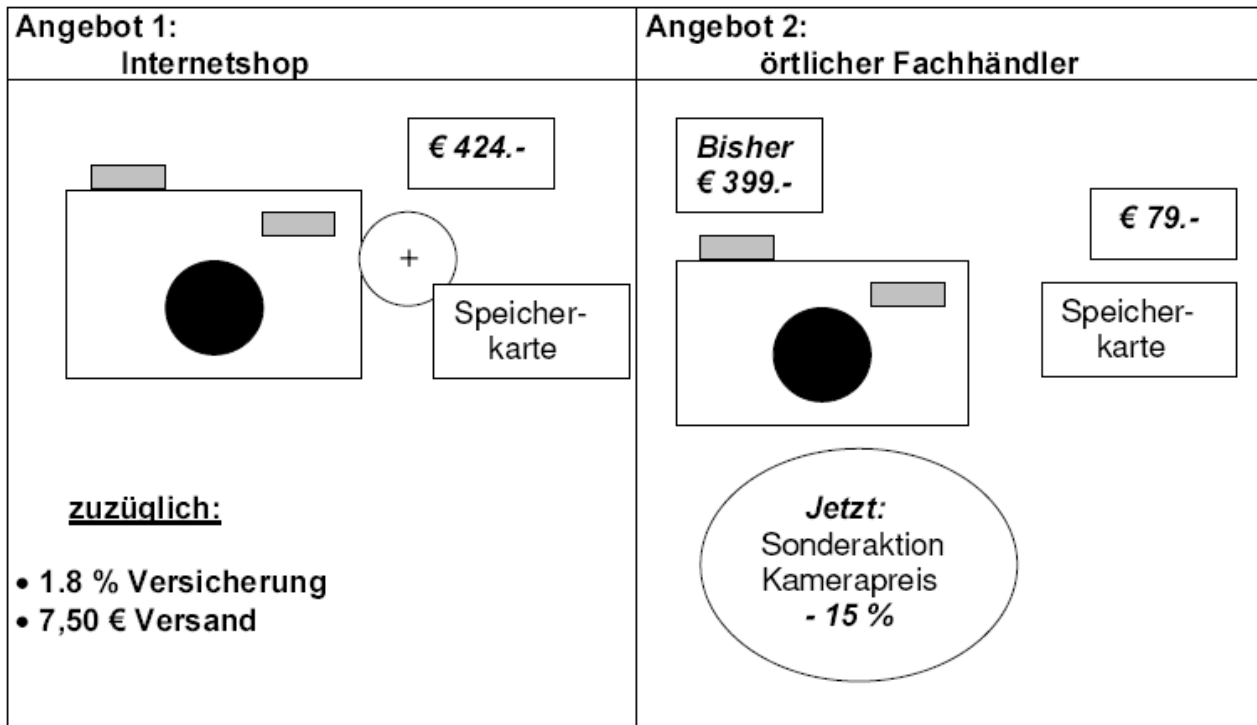 Angebot 1:
Internetshop
€ 424.-
+
Speicher-
karte
zuzüglich:
• 1.8 % Versicherung
• 7,50 € Versand
Angebot 2:
örtlicher Fachhändler
Bisher
€ 399.-
€ 79.-
Speicher-
karte
Jetzt:
Sonderaktion
Kamerapreis
- 15 %